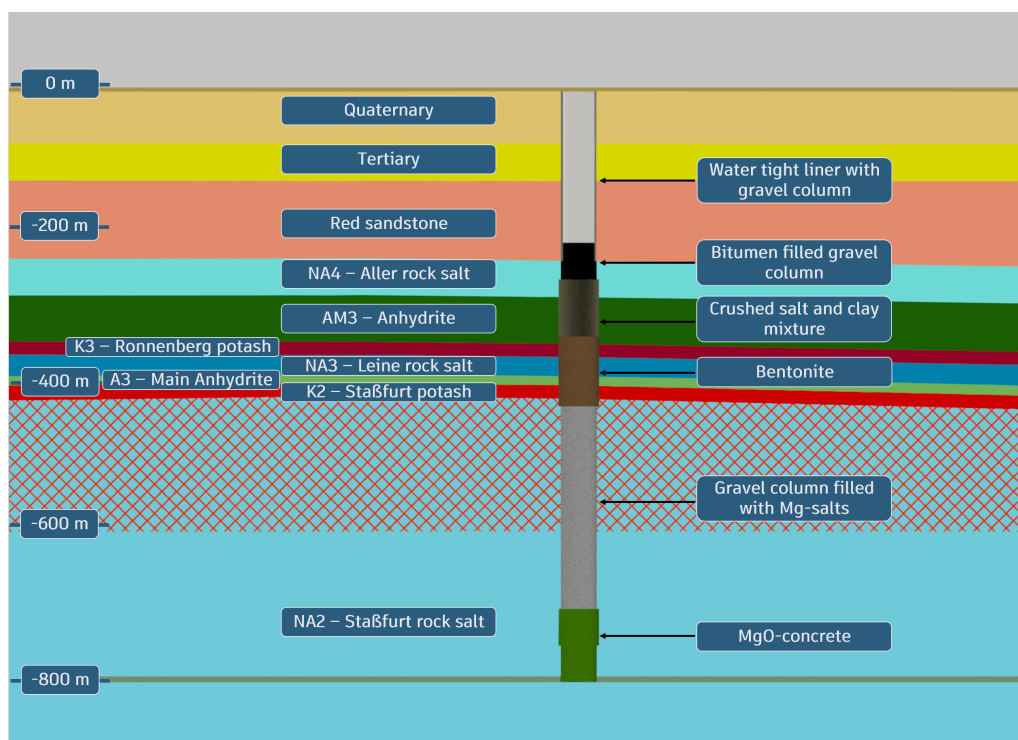 0 m
Quaternary
Tertiary
Water tight liner with
gravel column
-200 m
Red sandstone
Bitumen filled gravel
column
NA4 – Aller rock salt
AM3 – Anhydrite
Crushed salt and clay
mixture
K3 – Ronnenberg potash
NA3 – Leine rock salt
Bentonite
-400 m
A3 – Main Anhydrite
K2 – Staßfurt potash
Gravel column filled
with Mg-salts
-600 m
NA2 – Staßfurt rock salt
MgO-concrete
-800 m